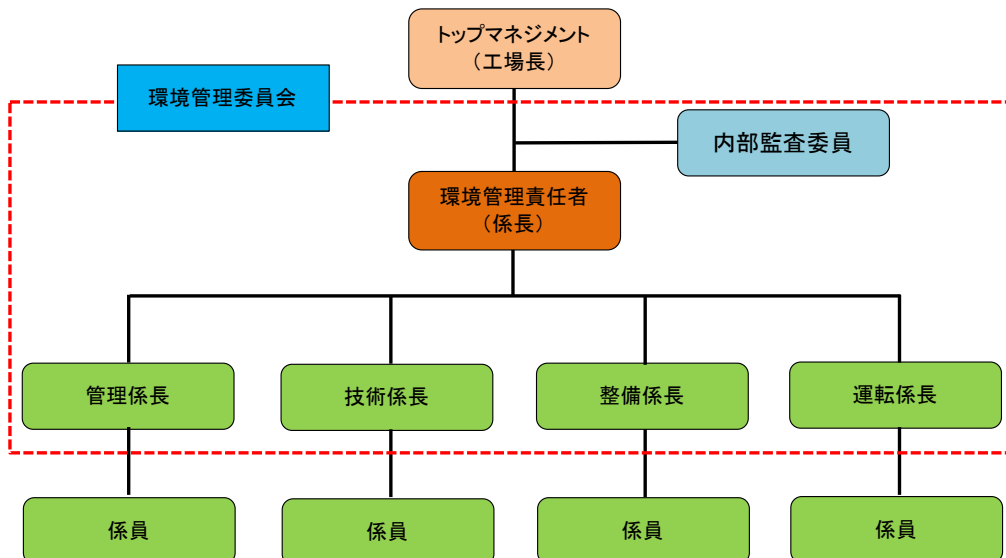 トップマネジメント
（工場長）
環境管理委員会
内部監査委員
環境管理責任者
（係長）
管理係長
技術係長
整備係長
運転係長
係員
係員
係員
係員